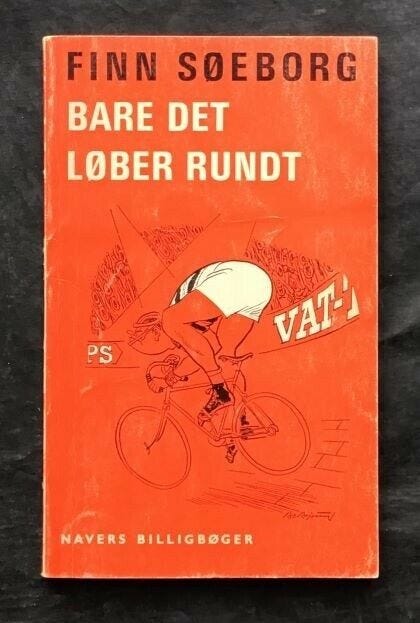 FINN SØEBORG
BARE DET
LØBER RUNDT
VAT-
PS
NAVERS BILLIGBØGER